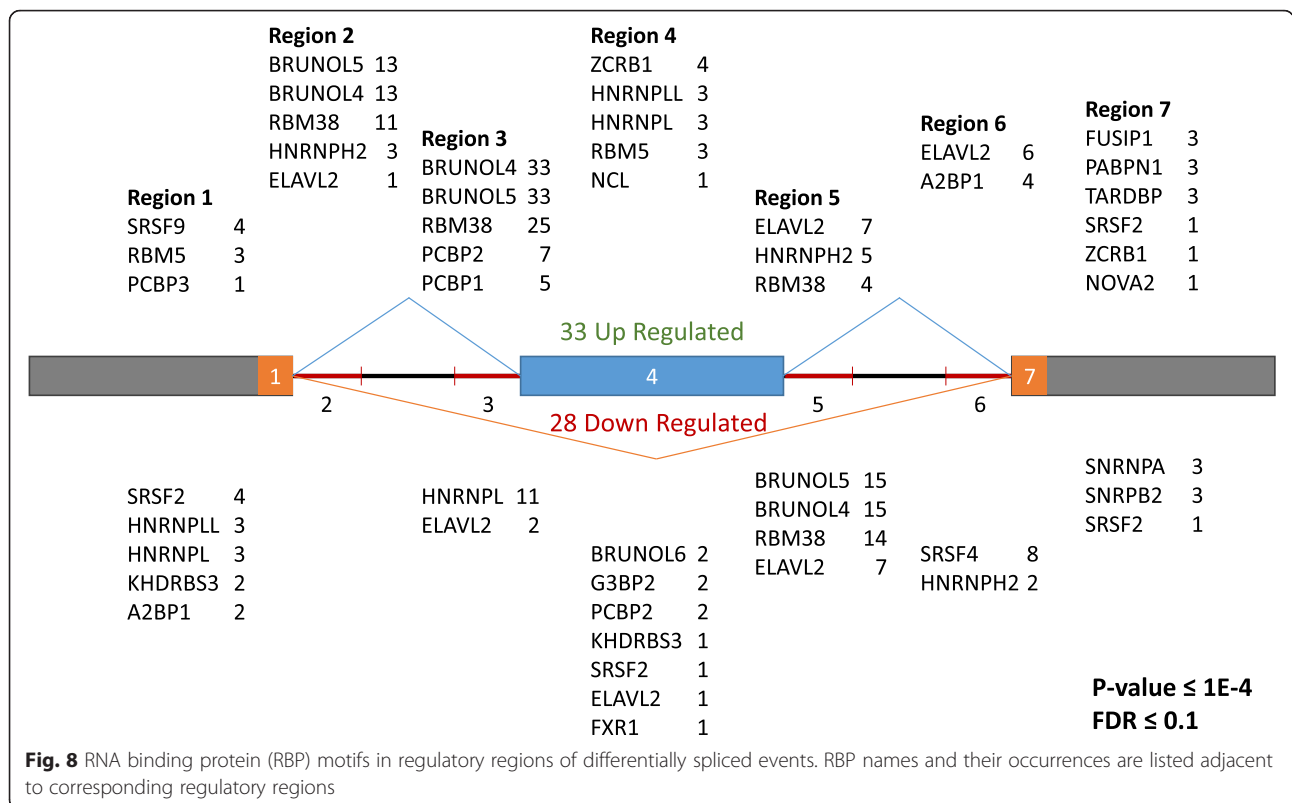 Region 1
SRSF9 4
RBM5 3
PCBP3 1
Region 2
BRUNOL5 13
BRUNOL4 13
RBM38 11
HNRNPH2 3
ELAVL2 1
Region 3
BRUNOL4 33
BRUNOL5 33
RBM38 25
PCBP2 7
PCBP1 5
Region 4
ZCRB1 4
HNRNPLL 3
HNRNPL 3
RBM5 3
NCL 1
Region 5
ELAVL2 7
HNRNPH2 5
RBM38 4
Region 6
ELAVL2 6
A2BP1 4
Region 7
FUSIP1 3
PABPN1 3
TARDBP 3
SRSF2 1
ZCRB1 1
NOVA2 1
33 Up Regulated
1
4
7
2
3
5
6
28 Down Regulated
SRSF2 4
HNRNPLL 3
HNRNPL 3
KHDRBS3 2
A2BP1 2
HNRNPL 11
ELAVL2 2
BRUNOL6 2
G3BP2 2
PCBP2 2
KHDRBS3 1
SRSF2 1
ELAVL2 1
FXR1 1
BRUNOL5 15
BRUNOL4 15
RBM38 14
ELAVL2 7
SRSF4 8
HNRNPH2 2
SNRNPA 3
SNRPB2 3
SRSF2 1
P-value ≤ 1E-4
FDR ≤ 0.1
Fig. 8 RNA binding protein (RBP) motifs in regulatory regions of differentially spliced events. RBP names and their occurrences are listed adjacent
to corresponding regulatory regions